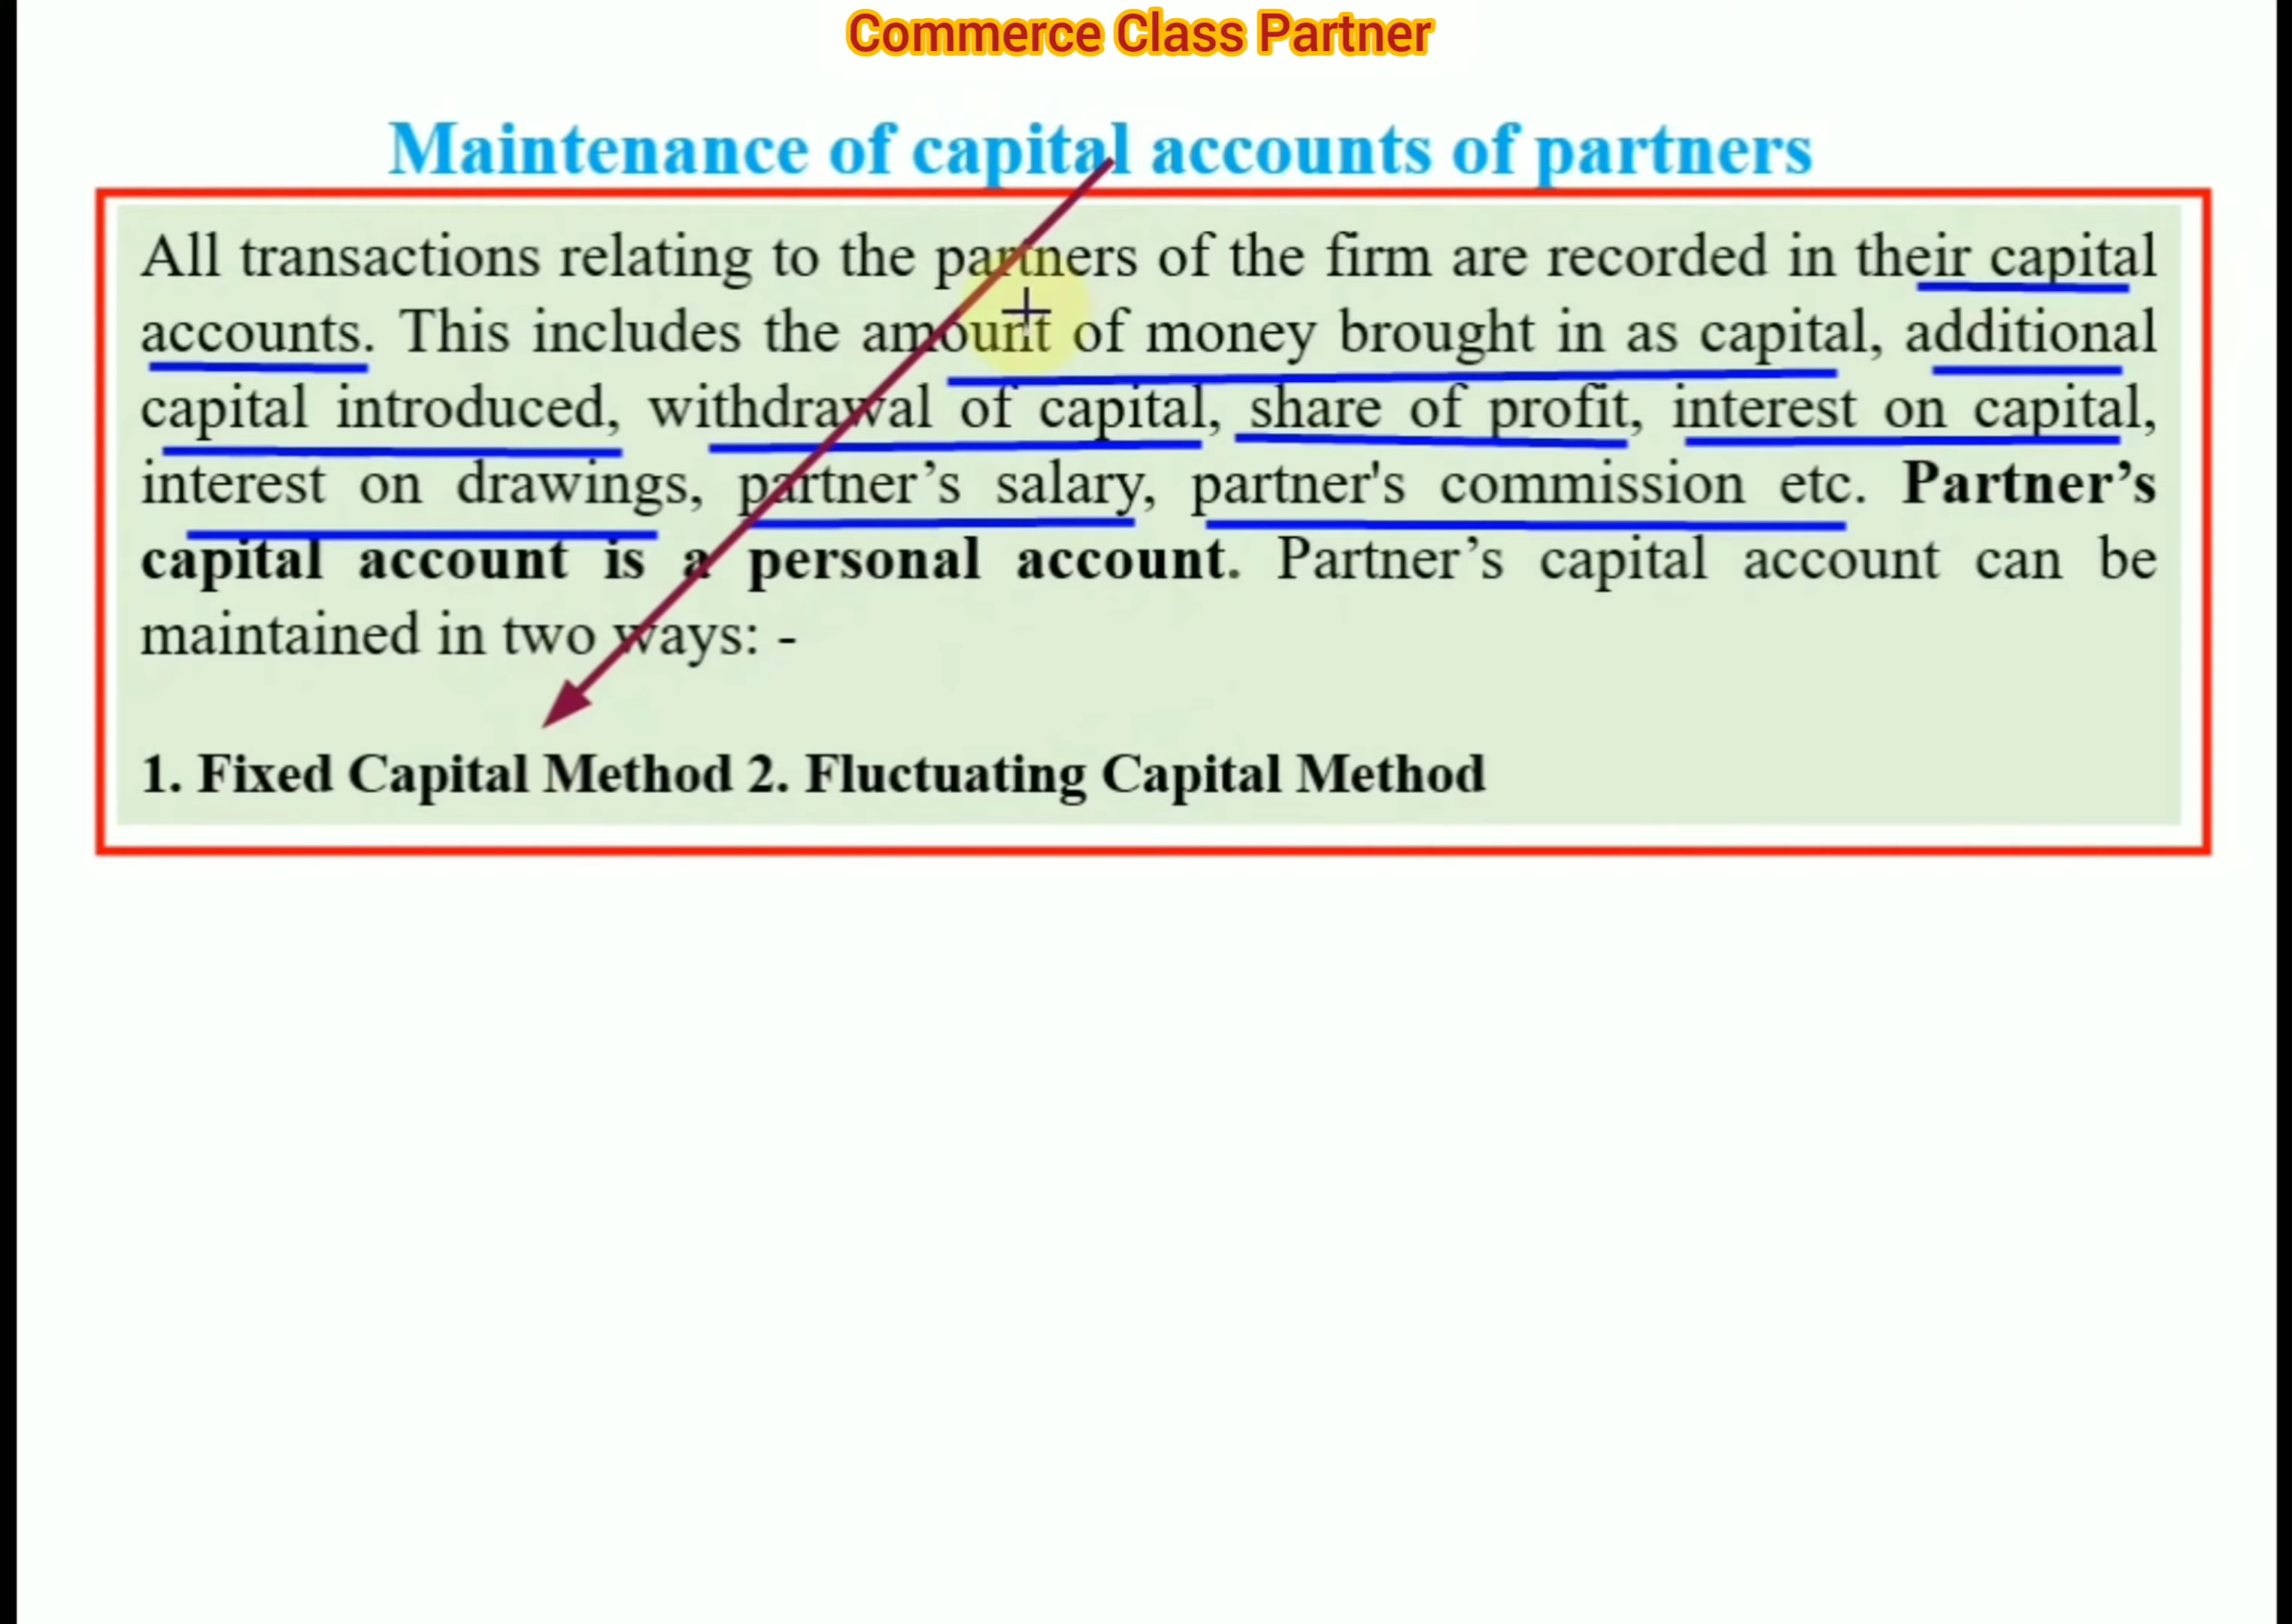 Commerce Class Partner
Maintenance of capital accounts of partners
All transactions relating to the partners of the firm are recorded in their capital
accounts. This includes the amount of money brought in as capital, additional
capital introduced, withdrawal of capital, share of profit, interest on capital,
interest on drawings, partner’s salary, partner's commission etc. Partner’s
capital account is a personal account. Partner’s capital account can be
maintained in two ways: -
1. Fixed Capital Method 2. Fluctuating Capital Method